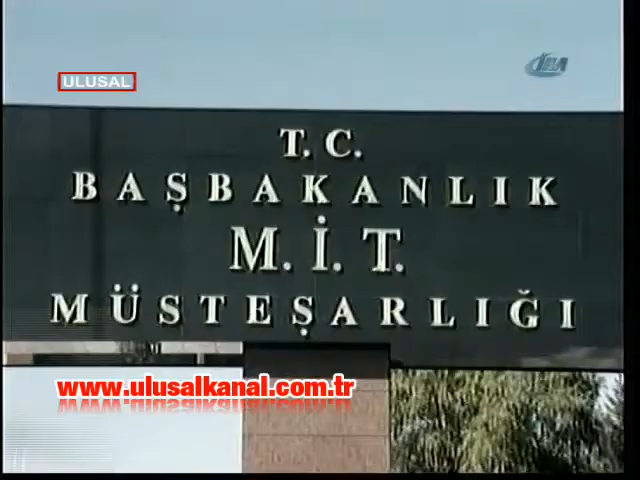 ULUSAL
T. C.
BAŞBAKANLIK
M. İ. T.
MÜSTEŞARLIĞI
www.ulusalkanal.com.tr